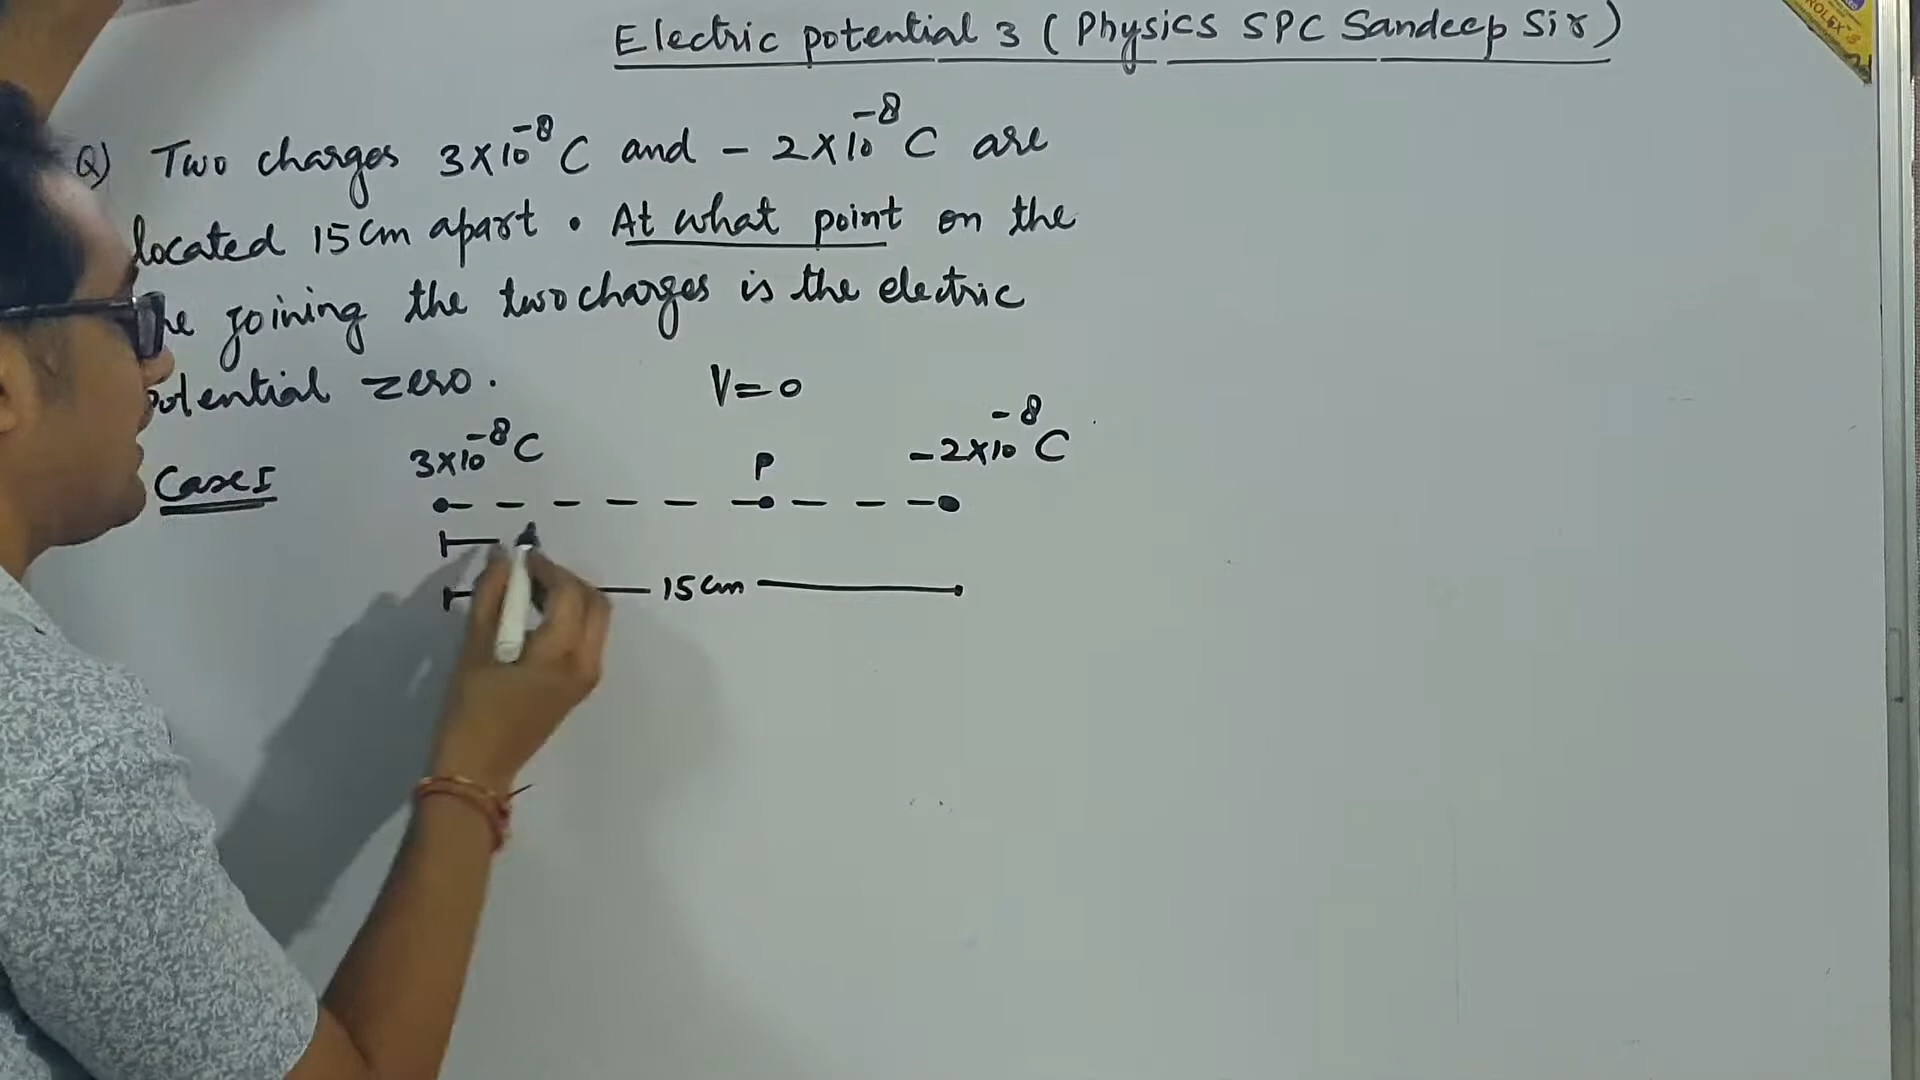 Electric potential 3 (Physics SPC Sandeep Sir)
Q) Two charges 3×10⁻⁸ C and - 2×10⁻⁸ C are
located 15cm apart . At what point on the
joining the two charges is the electric
zero.
V=0
Case I
3×10⁻⁸ C
P
-2×10⁻⁸ C
15cm